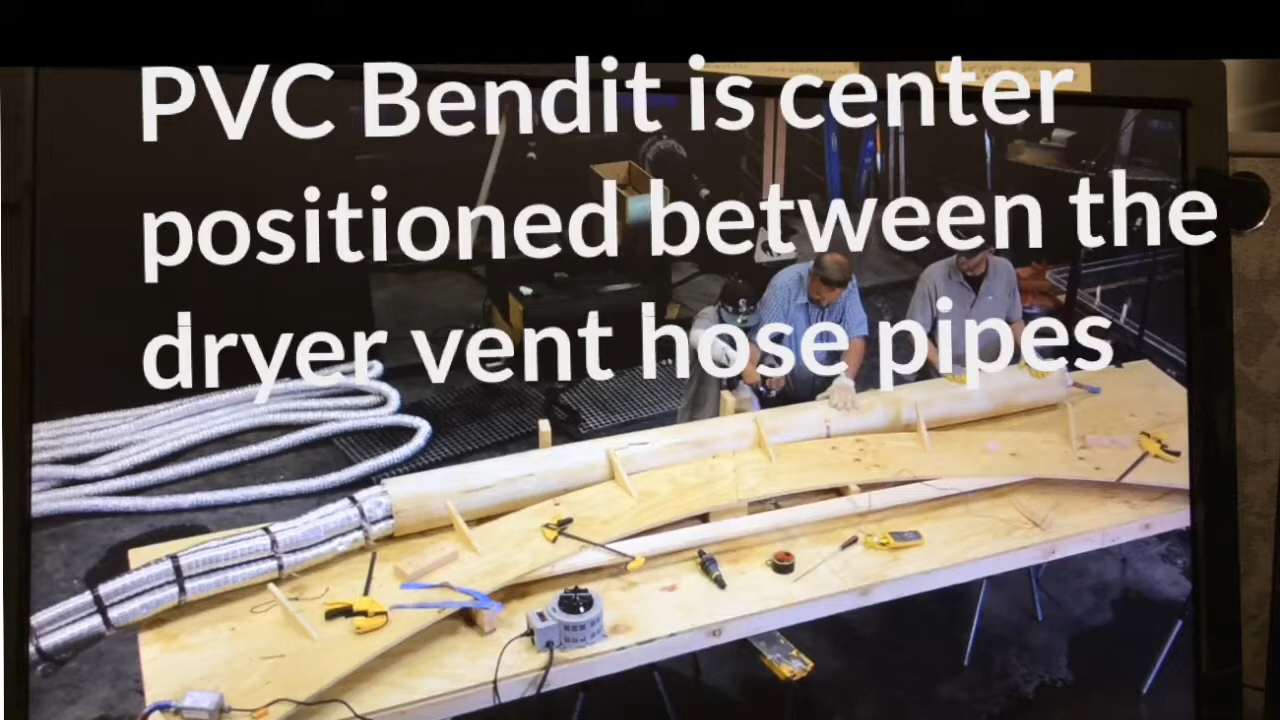 PVC Bendit is center
positioned between the
dryer vent hose pipes